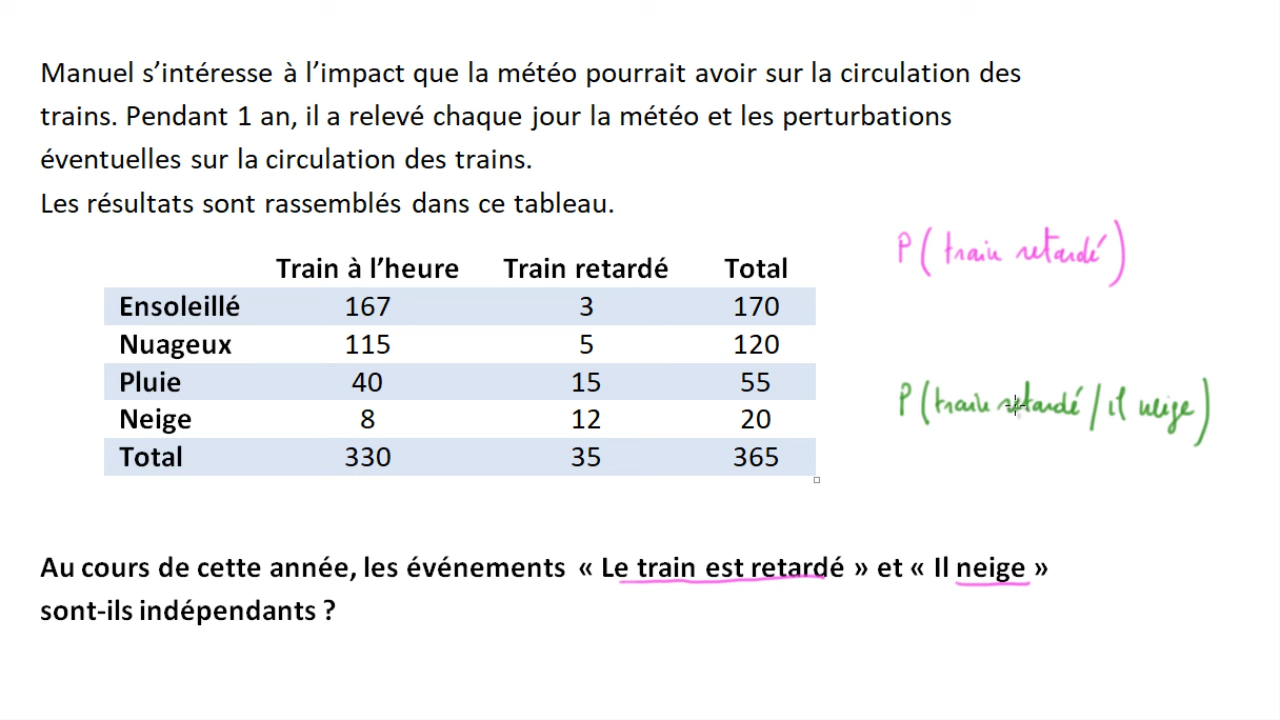 Manuel s’intéresse à l’impact que la météo pourrait avoir sur la circulation des
trains. Pendant 1 an, il a relevé chaque jour la météo et les perturbations
éventuelles sur la circulation des trains.
Les résultats sont rassemblés dans ce tableau.
Train à l’heure Train retardé Total
Ensoleillé 167 3 170
Nuageux 115 5 120
Pluie 40 15 55
Neige 8 12 20
Total 330 35 365
P(train retardé)
P(train retardé/il neige)
Au cours de cette année, les événements « Le train est retardé » et « Il neige »
sont-ils indépendants ?